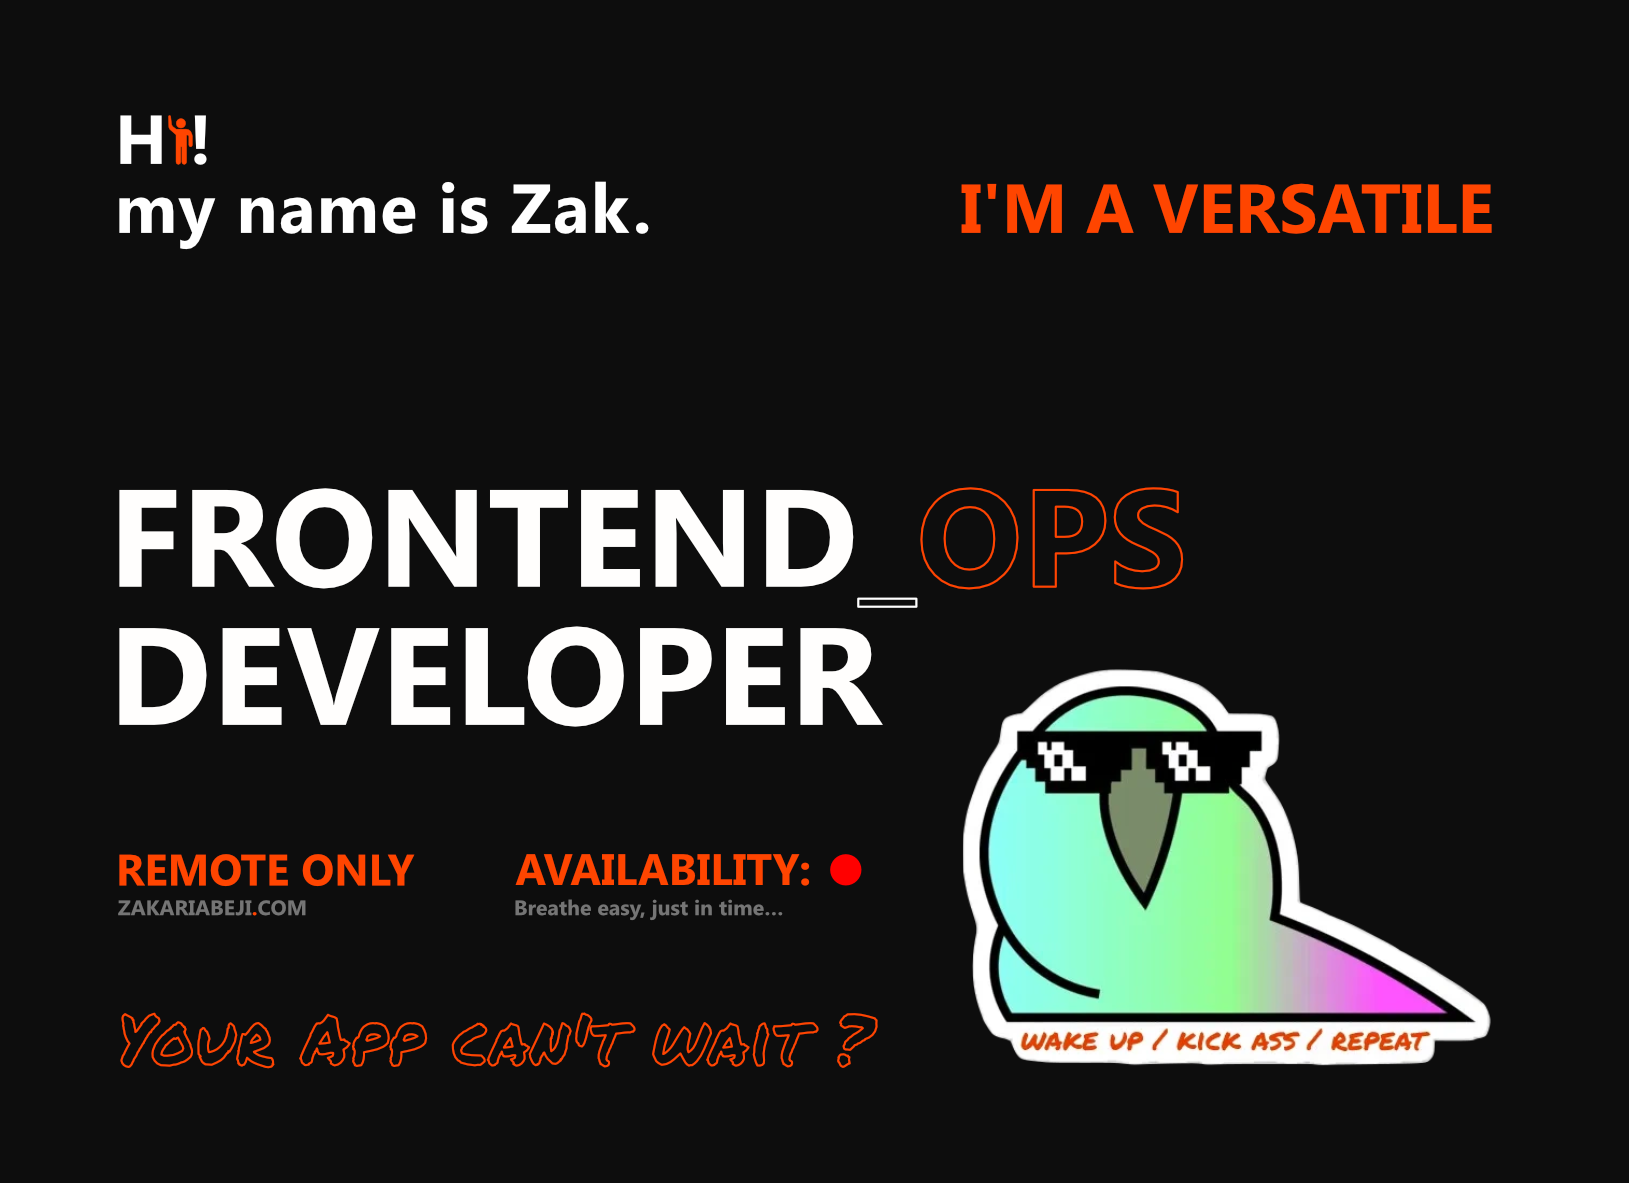 Hi!
my name is Zak.
I'M A VERSATILE
FRONTEND_OPS
DEVELOPER
REMOTE ONLY
ZAKARIABEJI.COM
AVAILABILITY:
Breathe easy, just in time...
YOUR APP CAN'T WAIT ?
WAKE UP / KICK ASS / REPEAT